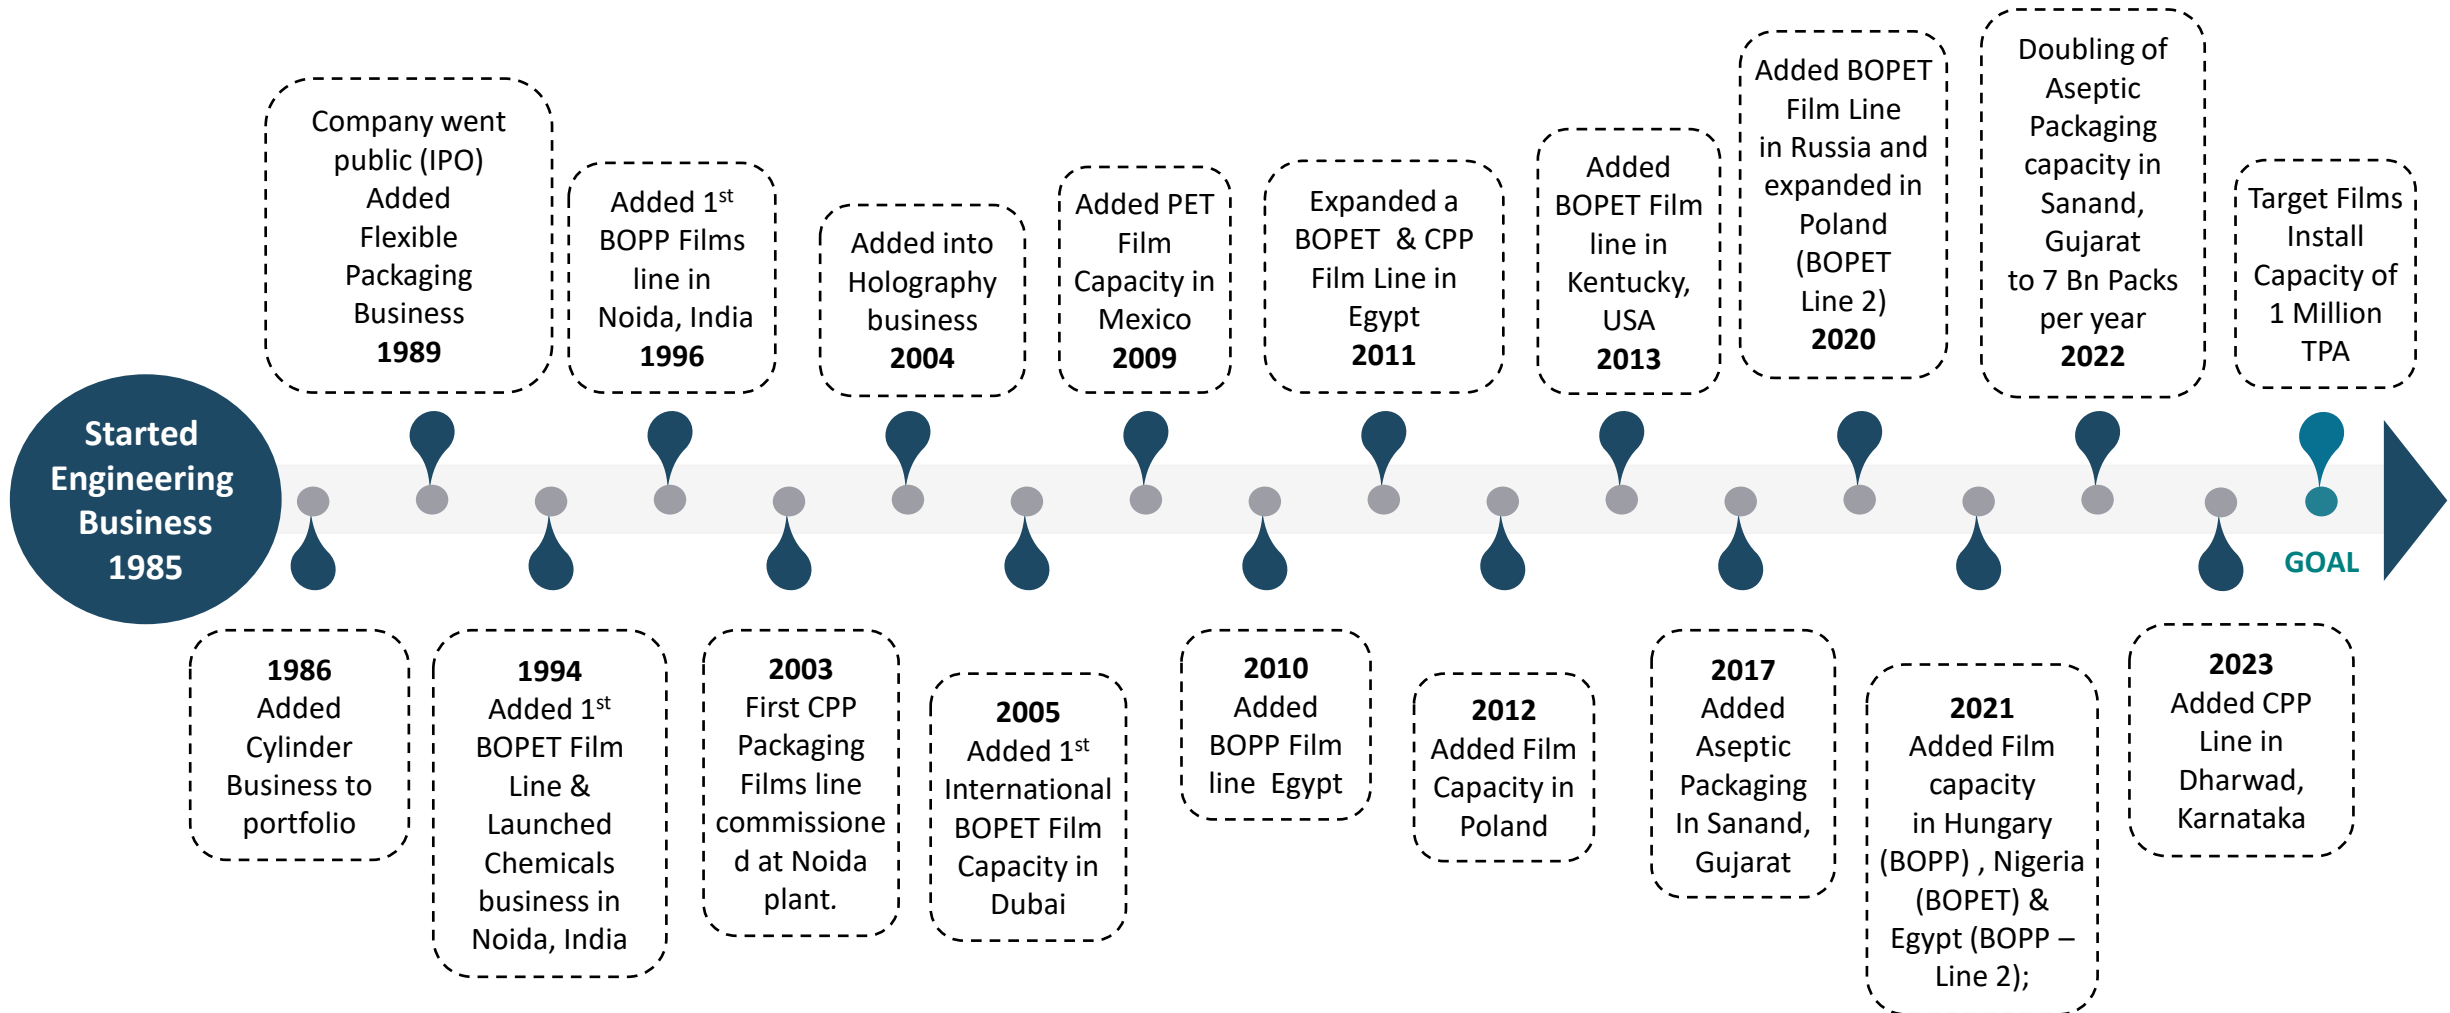 Started
Engineering
Business
1985
1986
Added
Cylinder
Business to
portfolio
Company went
public (IPO)
Added
Flexible
Packaging
Business
1989
1994
Added 1st
BOPET Film
Line &
Launched
Chemicals
business in
Noida, India
Added 1st
BOPP Films
line in
Noida, India
1996
2003
First CPP
Packaging
Films line
commissione
d at Noida
plant.
Added into
Holography
business
2004
2005
Added 1st
International
BOPET Film
Capacity in
Dubai
Added PET
Film
Capacity in
Mexico
2009
2010
Added
BOPP Film
line Egypt
Expanded a
BOPET & CPP
Film Line in
Egypt
2011
2012
Added Film
Capacity in
Poland
Added
BOPET Film
line in
Kentucky,
USA
2013
2017
Added
Aseptic
Packaging
In Sanand,
Gujarat
Added BOPET
Film Line
in Russia and
expanded in
Poland
(BOPET
Line 2)
2020
2021
Added Film
capacity
in Hungary
(BOPP) , Nigeria
(BOPET) &
Egypt (BOPP –
Line 2);
Doubling of
Aseptic
Packaging
capacity in
Sanand,
Gujarat
to 7 Bn Packs
per year
2022
2023
Added CPP
Line in
Dharwad,
Karnataka
Target Films
Install
Capacity of
1 Million
TPA
GOAL